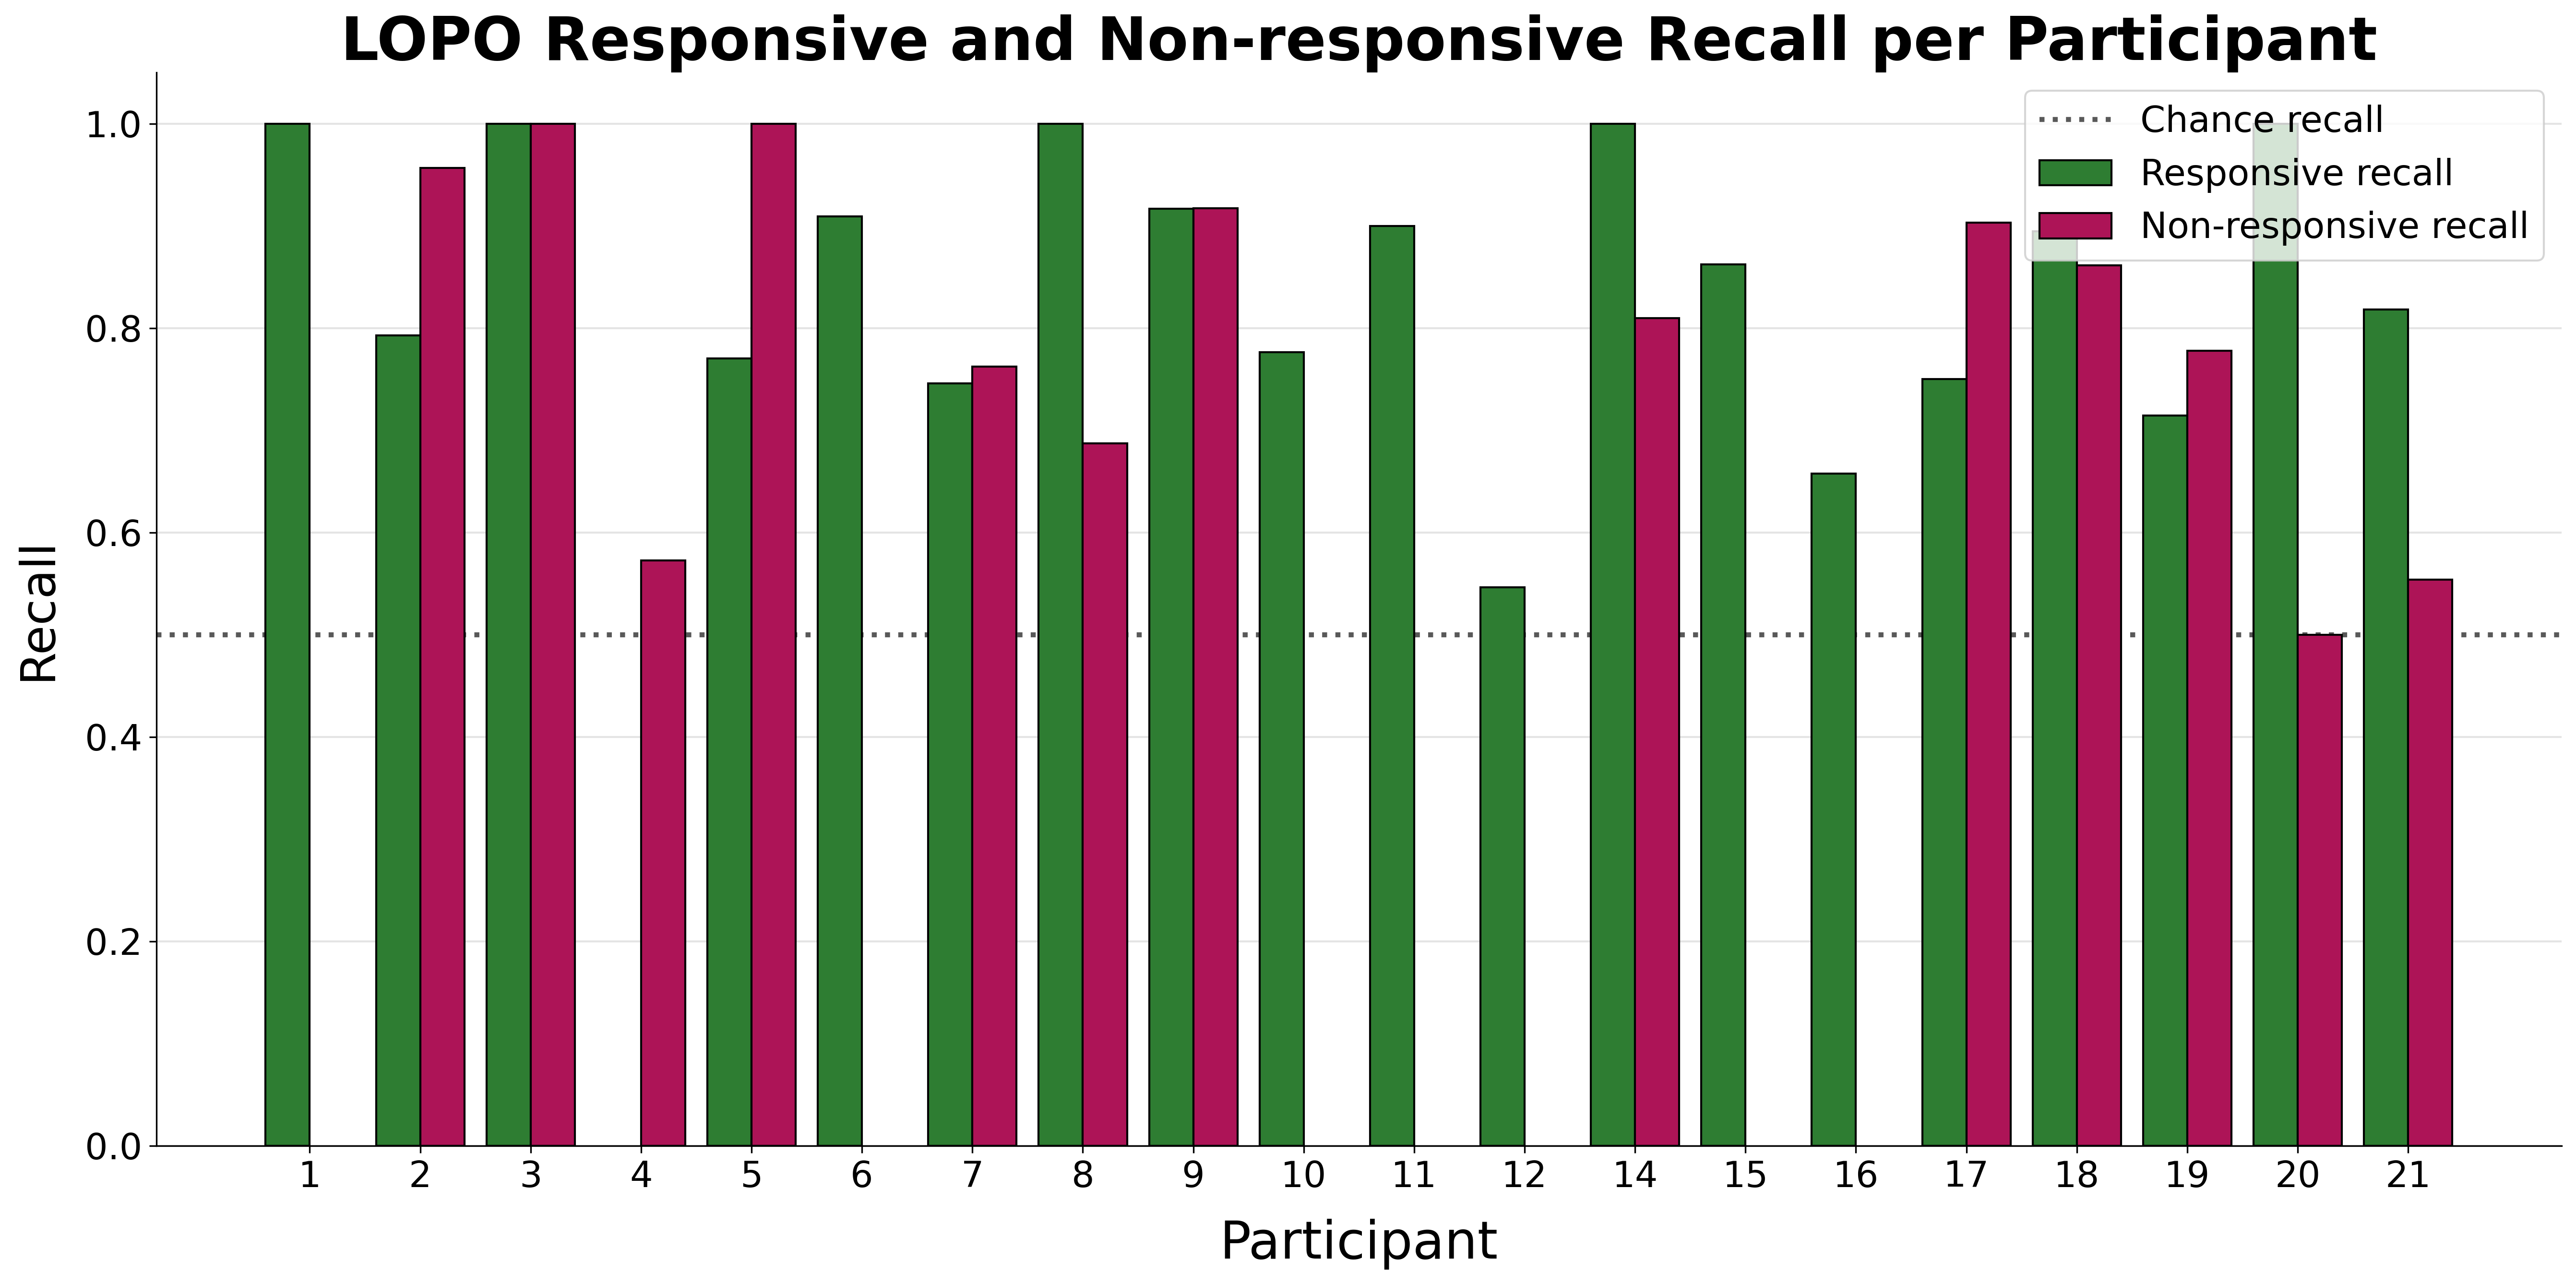 LOPO Responsive and Non-responsive Recall per Participant
Chance recall
Responsive recall
Non-responsive recall
Recall
1.0
0.8
0.6
0.4
0.2
0.0
1 2 3 4 5 6 7 8 9 10 11 12 14 15 16 17 18 19 20 21
Participant